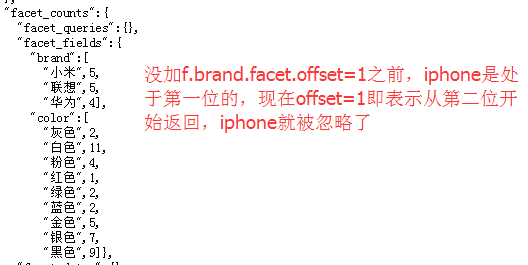 "facet_counts":{
"facet_queries":{},
"facet_fields":{
"brand":[
"小米",5,
"联想",5,
"华为",4],
"color":[
"灰色",2,
"白色",11,
"粉色",4,
"红色",1,
"绿色",2,
"蓝色",2,
"金色",5,
"银色",7,
"黑色",9]},
没加f.brand.facet.offset=1之前，iphone是处
于第一位的，现在offset=1即表示从第二位开
始返回，iphone就被忽略了